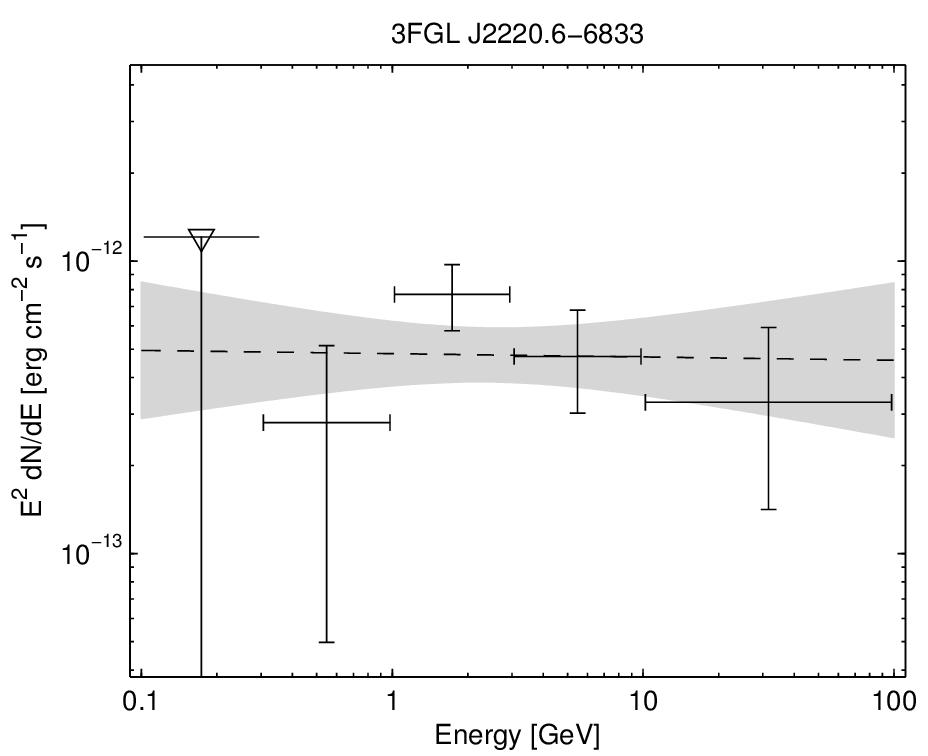 3FGL J2220.6−6833
E² dN/dE [erg cm⁻² s⁻¹]
10⁻¹²
10⁻¹³
0.1 1 10 100
Energy [GeV]